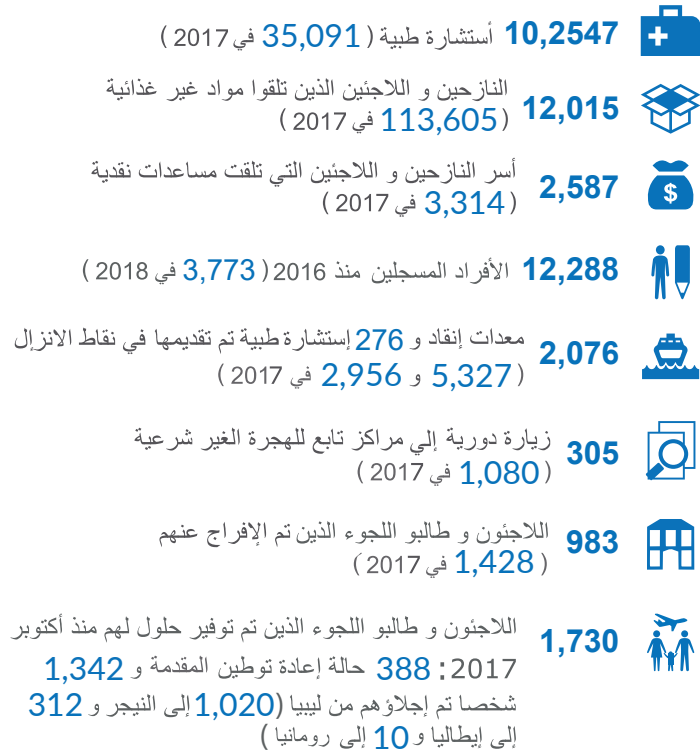 10,2547 أستشارة طبية ( 35,091 في 2017 )
12,015 النازحين و اللاجئين الذين تلقوا مواد غير غذائية
( 113,605 في 2017 )
2,587 أسر النازحين و اللاجئين التي تلقت مساعدات نقدية
( 3,314 في 2017 )
12,288 الأفراد المسجلين منذ 2016 ( 3,773 في 2018 )
2,076 معدات إنقاد و 276 إستشارة طبية تم تقديمها في نقاط الانزال
( 5,327 و 2,956 في 2017 )
305 زيارة دورية إلي مراكز تابع للهجرة الغير شرعية
( 1,080 في 2017 )
983 اللاجئون و طالبو اللجوء الذين تم الإفراج عنهم
( 1,428 في 2017 )
1,730 اللاجئون و طالبو اللجوء الذين تم توفير حلول لهم منذ أكتوبر
2017: 388 حالة إعادة توطين المقدمة و 1,342
شخصا تم إجلاؤهم من ليبيا (1,020 إلى النيجر و 312
إلى إيطاليا و 10 إلى رومانيا )